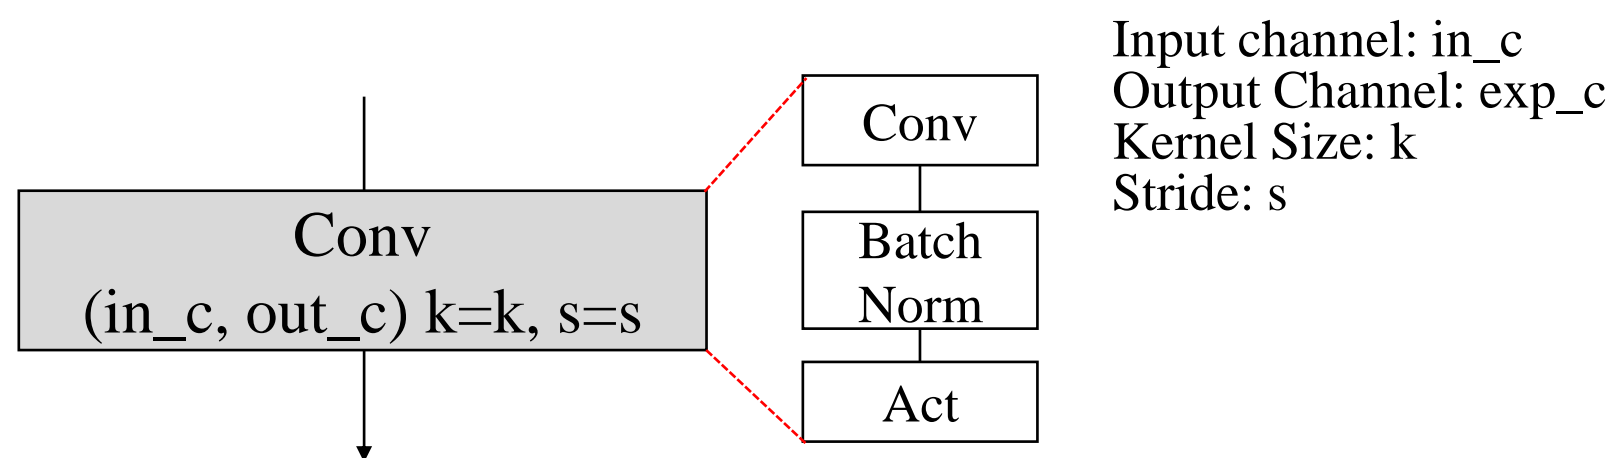 Conv
(in_c, out_c) k=k, s=s
Conv
Batch
Norm
Act
Input channel: in_c
Output Channel: exp_c
Kernel Size: k
Stride: s